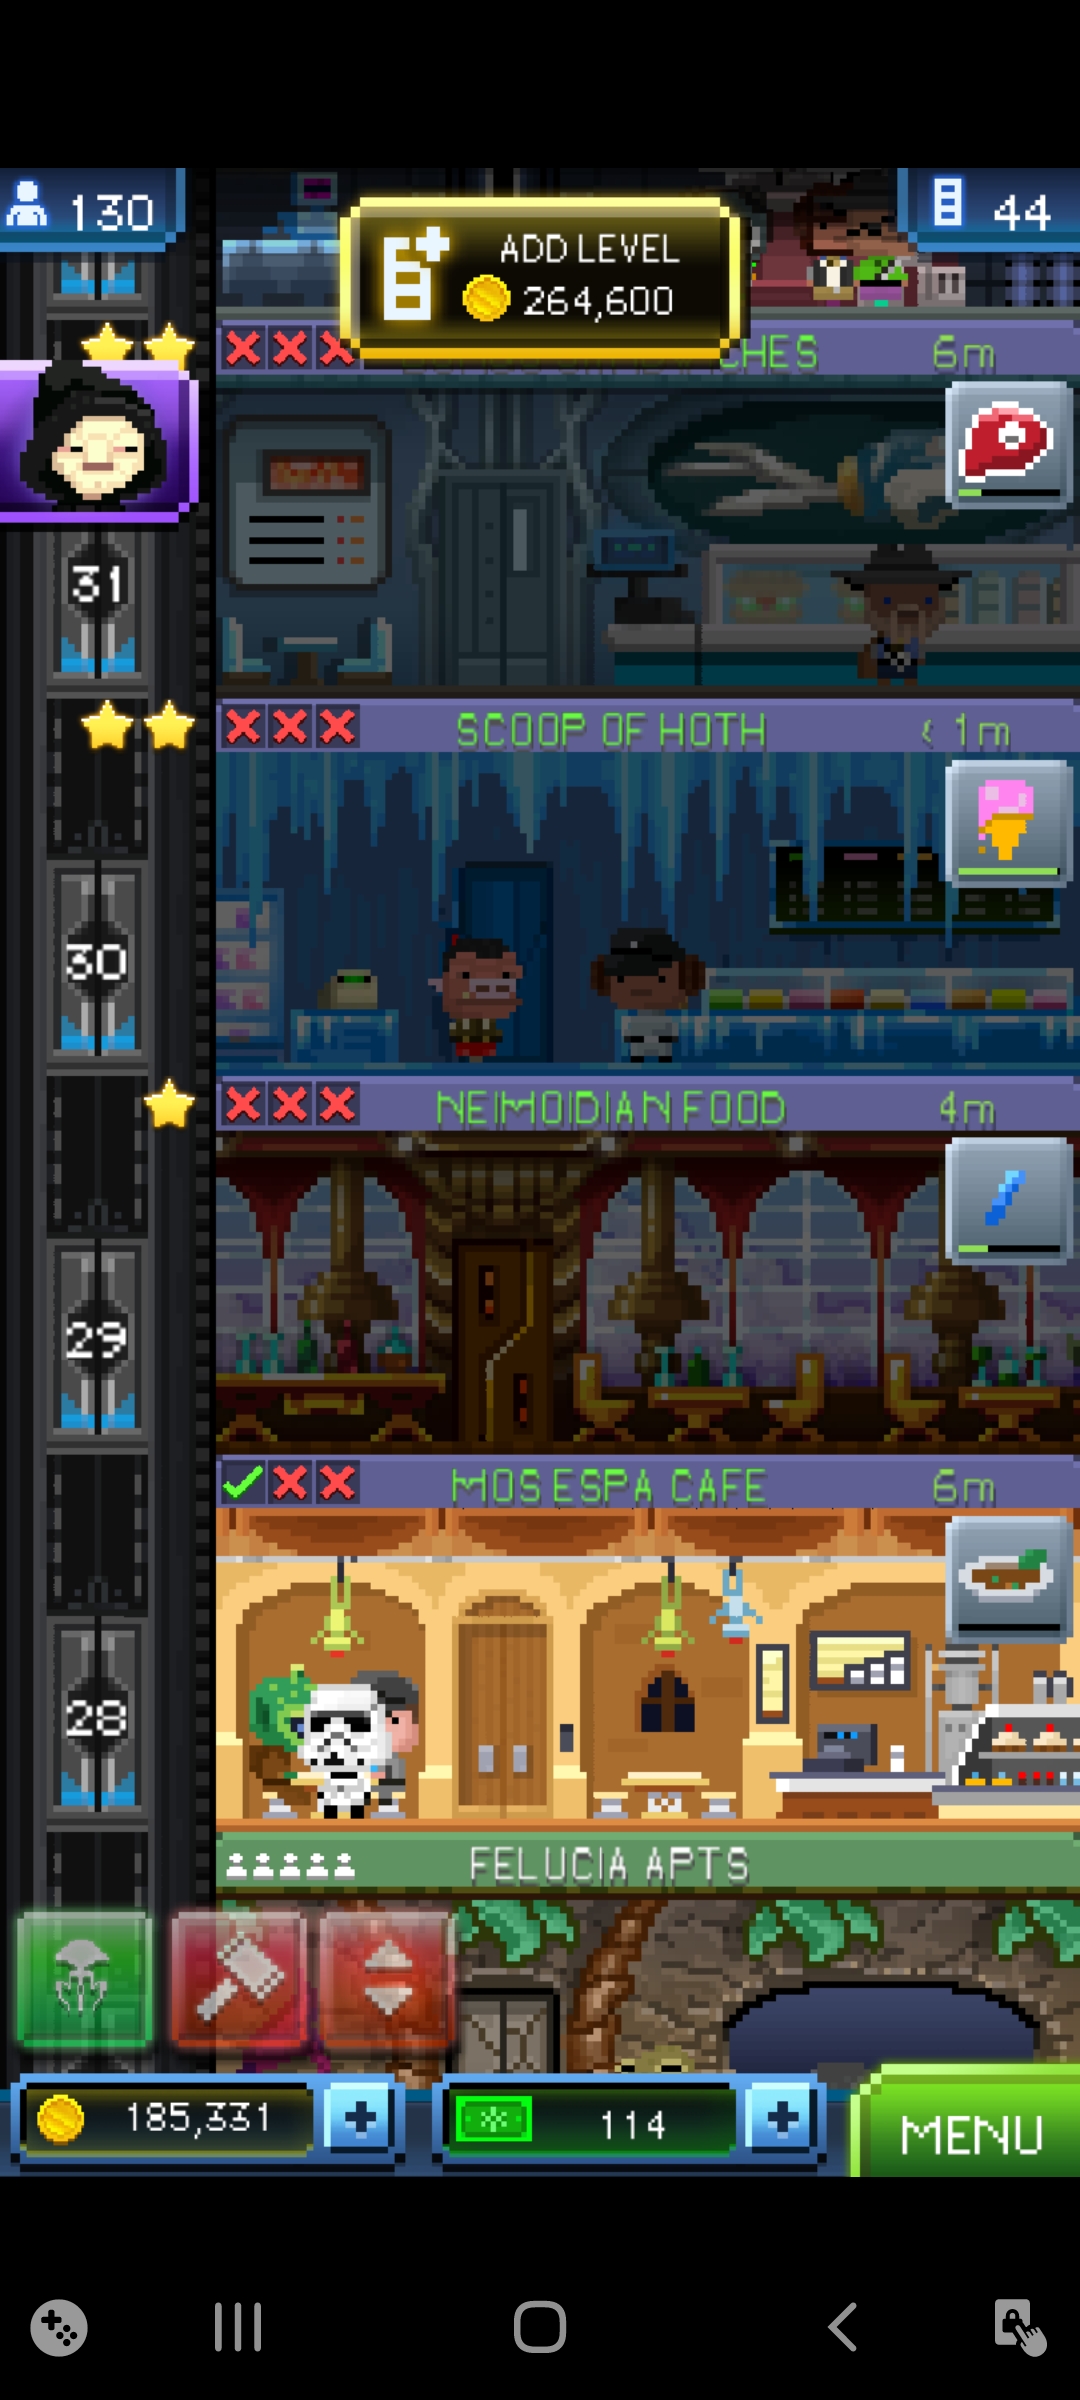 130
ADD LEVEL
264,600
44
CHES 6m
31
SCOOP OF HOTH < 1m
30
NEIMOIDIAN FOOD 4m
29
MOS ESPA CAFE 6m
28
FELUCIA APTS
185,331
114
MENU